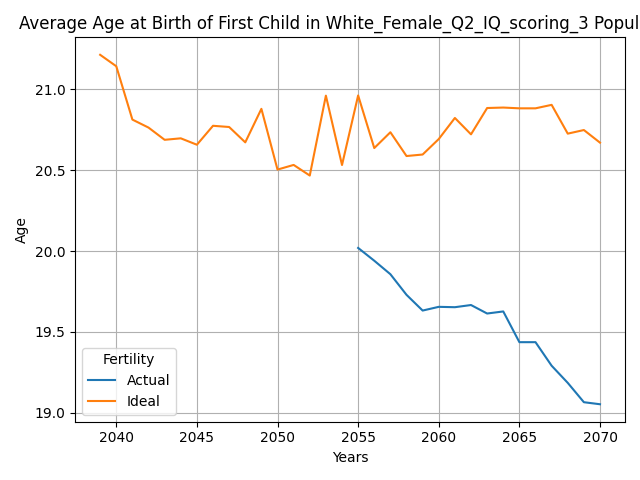 Average Age at Birth of First Child in White_Female_Q2_IQ_scoring_3 Popul
21.0
20.5
20.0
19.5
19.0
Age
Fertility
Actual
Ideal
2040 2045 2050 2055 2060 2065 2070
Years